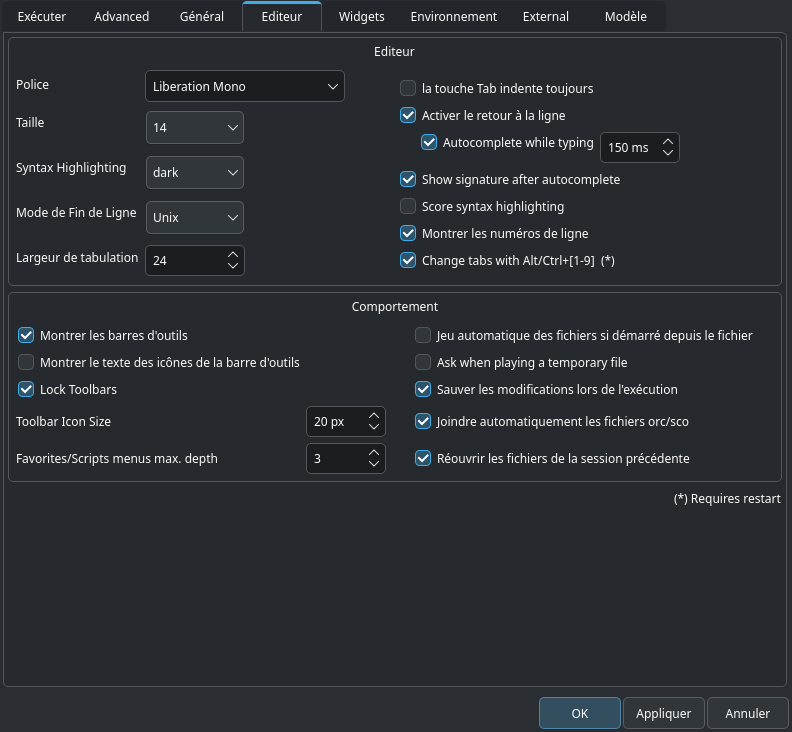 Exécuter Advanced Général Editeur Widgets Environnement External Modèle
Editeur
Police Liberation Mono
Taille 14
Syntax Highlighting dark
Mode de Fin de Ligne Unix
Largeur de tabulation 24
la touche Tab indente toujours
Activer le retour à la ligne
Autocomplete while typing 150 ms
Show signature after autocomplete
Score syntax highlighting
Montrer les numéros de ligne
Change tabs with Alt/Ctrl+[1-9] (*)
Comportement
Montrer les barres d'outils
Montrer le texte des icônes de la barre d'outils
Lock Toolbars
Toolbar Icon Size 20 px
Favorites/Scripts menus max. depth 3
Jeu automatique des fichiers si démarré depuis le fichier
Ask when playing a temporary file
Sauver les modifications lors de l'exécution
Joindre automatiquement les fichiers orc/sco
Réouvrir les fichiers de la session précédente
(*) Requires restart
OK Appliquer Annuler